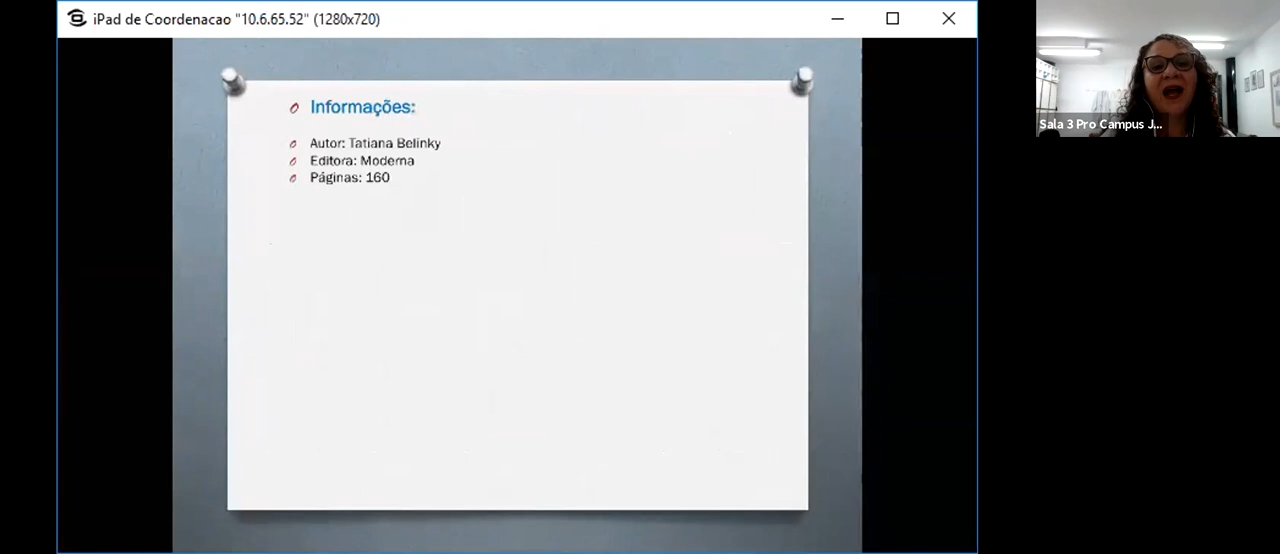 iPad de Coordenacao "10.6.65.52" (1280x720)
Informações:
Autor: Tatiana Belinky
Editora: Moderna
Páginas: 160
Sala 3 Pro Campus J...